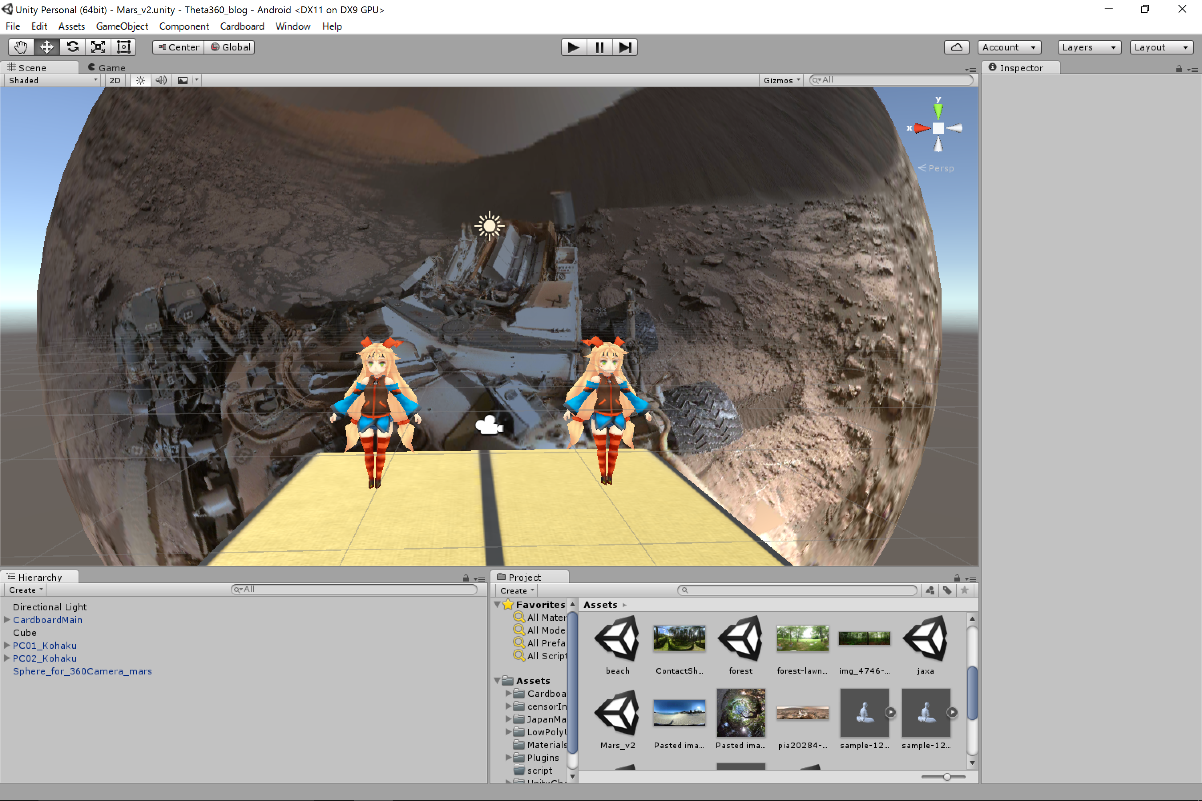 Unity Personal (64bit) - Mars_v2.unity - Theta360_blog - Android <DX11 on DX9 GPU>
File Edit Assets GameObject Component Cardboard Window Help
Center Global Account Layers Layout
Scene Game Inspector
Shaded 2D Gizmos All
y
x
Persp
Hierarchy Project
Create All Create
Favorites Assets
All Mater
All Mode
All Prefa
All Script
Directional Light
CardboardMain
Cube
PC01_Kohaku
PC02_Kohaku
Sphere_for_360Camera_mars
beach ContactSh... forest forest-lawn... img_4746-... jaxa
Assets
Cardboa
censorIn
JapanMa
LowPolyU
Materials
Plugins
script
UnityCh
Mars_v2 Pasted ima... Pasted ima... pia20284-... sample-12... sample-12...